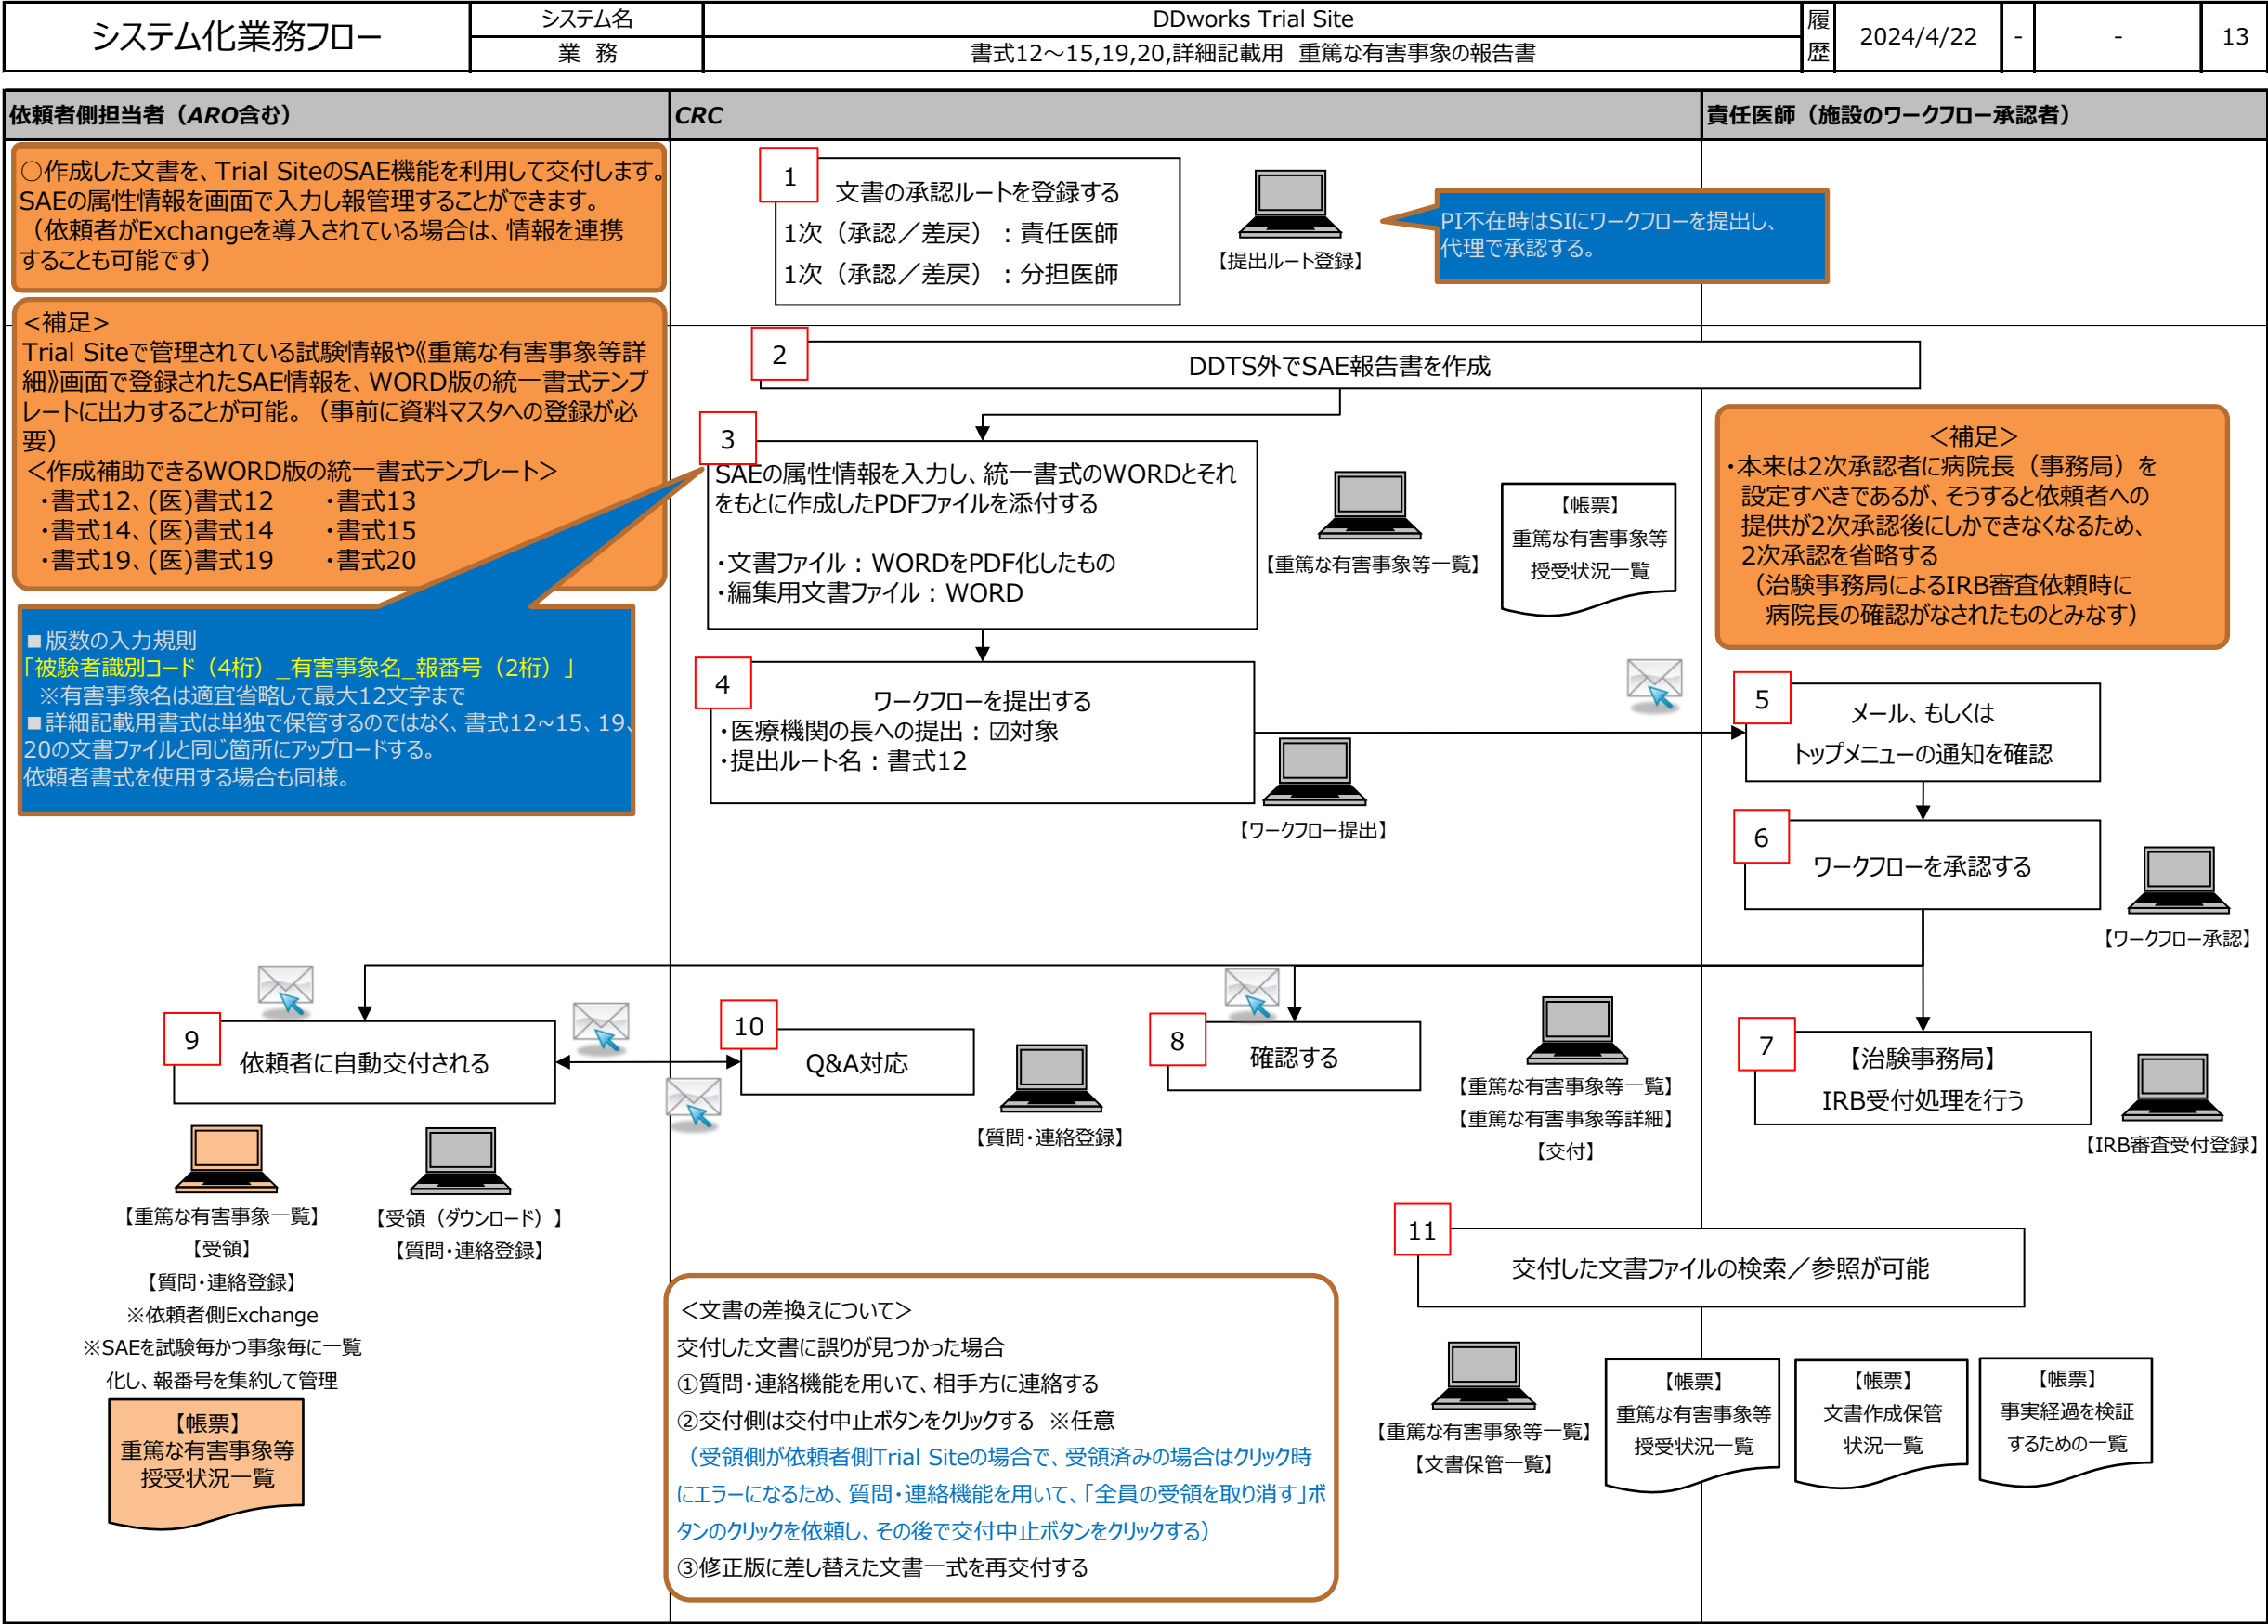 システム化業務フロー
システム名
DDworks Trial Site
業 務
書式12～15,19,20,詳細記載用 重篤な有害事象の報告書
履
歴
2024/4/22
-
-
13
依頼者側担当者（ARO含む）
CRC
責任医師（施設のワークフロー承認者）
○作成した文書を、Trial SiteのSAE機能を利用して交付します。
SAEの属性情報を画面で入力し報管理することができます。
（依頼者がExchangeを導入されている場合は、情報を連携
することも可能です）
1
文書の承認ルートを登録する
1次（承認／差戻）：責任医師
1次（承認／差戻）：分担医師
【提出ルート登録】
PI不在時はSIにワークフローを提出し、
代理で承認する。
<補足>
Trial Siteで管理されている試験情報や《重篤な有害事象等詳
細》画面で登録されたSAE情報を、WORD版の統一書式テンプ
レートに出力することが可能。（事前に資料マスタへの登録が必
要）
＜作成補助できるWORD版の統一書式テンプレート＞
・書式12、(医)書式12 ・書式13
・書式14、(医)書式14 ・書式15
・書式19、(医)書式19 ・書式20
■版数の入力規則
「被験者識別コード（4桁）_有害事象名_報番号（2桁）」
※有害事象名は適宜省略して最大12文字まで
■詳細記載用書式は単独で保管するのではなく、書式12~15、19、
20の文書ファイルと同じ箇所にアップロードする。
依頼者書式を使用する場合も同様。
2
DDTS外でSAE報告書を作成
3
SAEの属性情報を入力し、統一書式のWORDとそれ
をもとに作成したPDFファイルを添付する
・文書ファイル：WORDをPDF化したもの
・編集用文書ファイル：WORD
【重篤な有害事象等一覧】
【帳票】
重篤な有害事象等
授受状況一覧
＜補足＞
・本来は2次承認者に病院長（事務局）を
設定すべきであるが、そうすると依頼者への
提供が2次承認後にしかできなくなるため、
2次承認を省略する
（治験事務局によるIRB審査依頼時に
病院長の確認がなされたものとみなす）
4
ワークフローを提出する
・医療機関の長への提出：☑対象
・提出ルート名：書式12
【ワークフロー提出】
5
メール、もしくは
トップメニューの通知を確認
6
ワークフローを承認する
【ワークフロー承認】
9
依頼者に自動交付される
10
Q&A対応
【質問・連絡登録】
8
確認する
【重篤な有害事象等一覧】
【重篤な有害事象等詳細】
【交付】
7
【治験事務局】
IRB受付処理を行う
【IRB審査受付登録】
【重篤な有害事象一覧】
【受領】
【質問・連絡登録】
※依頼者側Exchange
※SAEを試験毎かつ事象毎に一覧
化し、報番号を集約して管理
【受領（ダウンロード）】
【質問・連絡登録】
【帳票】
重篤な有害事象等
授受状況一覧
＜文書の差換えについて＞
交付した文書に誤りが見つかった場合
①質問・連絡機能を用いて、相手方に連絡する
②交付側は交付中止ボタンをクリックする ※任意
（受領側が依頼者側Trial Siteの場合で、受領済みの場合はクリック時
にエラーになるため、質問・連絡機能を用いて、「全員の受領を取り消す」ボ
タンのクリックを依頼し、その後で交付中止ボタンをクリックする）
③修正版に差し替えた文書一式を再交付する
11
交付した文書ファイルの検索／参照が可能
【重篤な有害事象等一覧】
【文書保管一覧】
【帳票】
重篤な有害事象等
授受状況一覧
【帳票】
文書作成保管
状況一覧
【帳票】
事実経過を検証
するための一覧